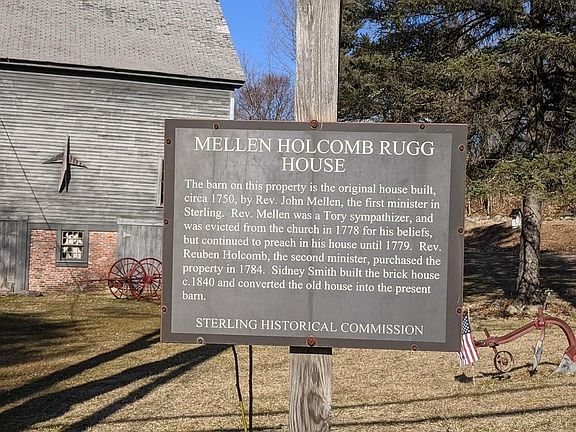 MELLEN HOLCOMB RUGG
HOUSE
The barn on this property is the original house built,
circa 1750, by Rev. John Mellen, the first minister in
Sterling. Rev. Mellen was a Tory sympathizer, and
was evicted from the church in 1778 for his beliefs,
but continued to preach in his house until 1779. Rev.
Reuben Holcomb, the second minister, purchased the
property in 1784. Sidney Smith built the brick house
c.1840 and converted the old house into the present
barn.
STERLING HISTORICAL COMMISSION